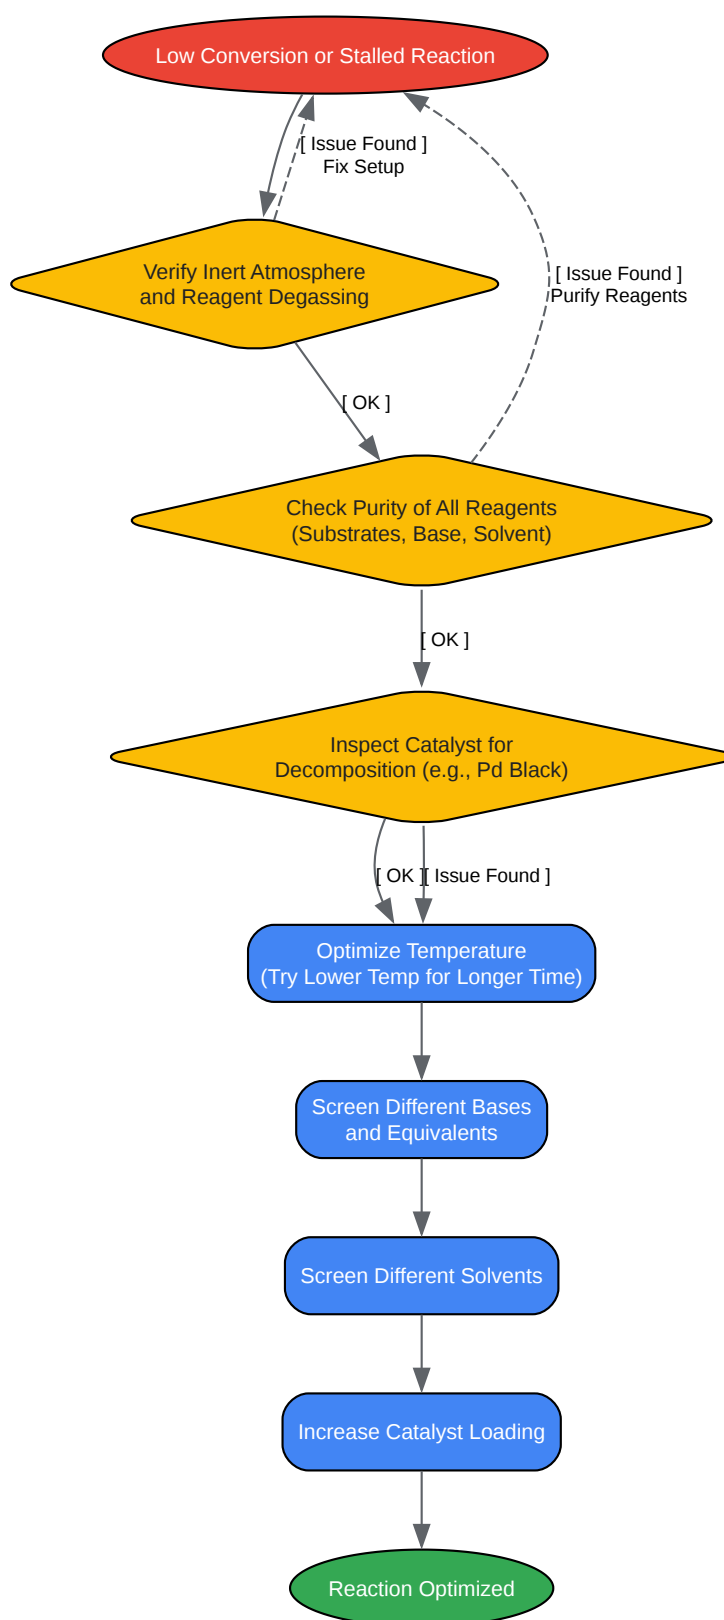 Low Conversion or Stalled Reaction
[ Issue Found ]
Fix Setup
Verify Inert Atmosphere
and Reagent Degassing
[ Issue Found ]
Purify Reagents
[ OK ]
Check Purity of All Reagents
(Substrates, Base, Solvent)
[ OK ]
Inspect Catalyst for
Decomposition (e.g., Pd Black)
[ OK ]
[ Issue Found ]
Optimize Temperature
(Try Lower Temp for Longer Time)
Screen Different Bases
and Equivalents
Screen Different Solvents
Increase Catalyst Loading
Reaction Optimized